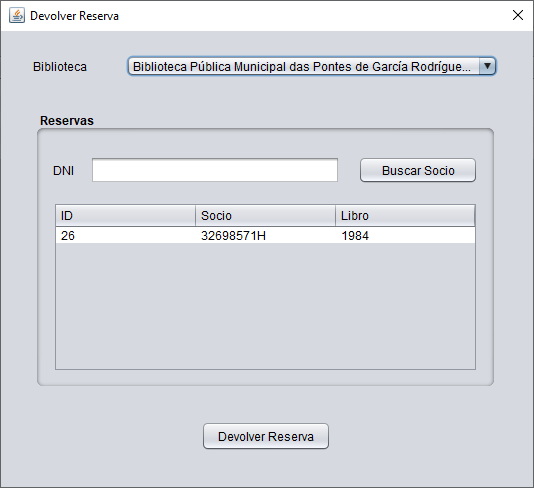 Devolver Reserva
Biblioteca
Biblioteca Pública Municipal das Pontes de García Rodrígue...
Reservas
DNI
Buscar Socio
ID Socio Libro
26 32698571H 1984
Devolver Reserva